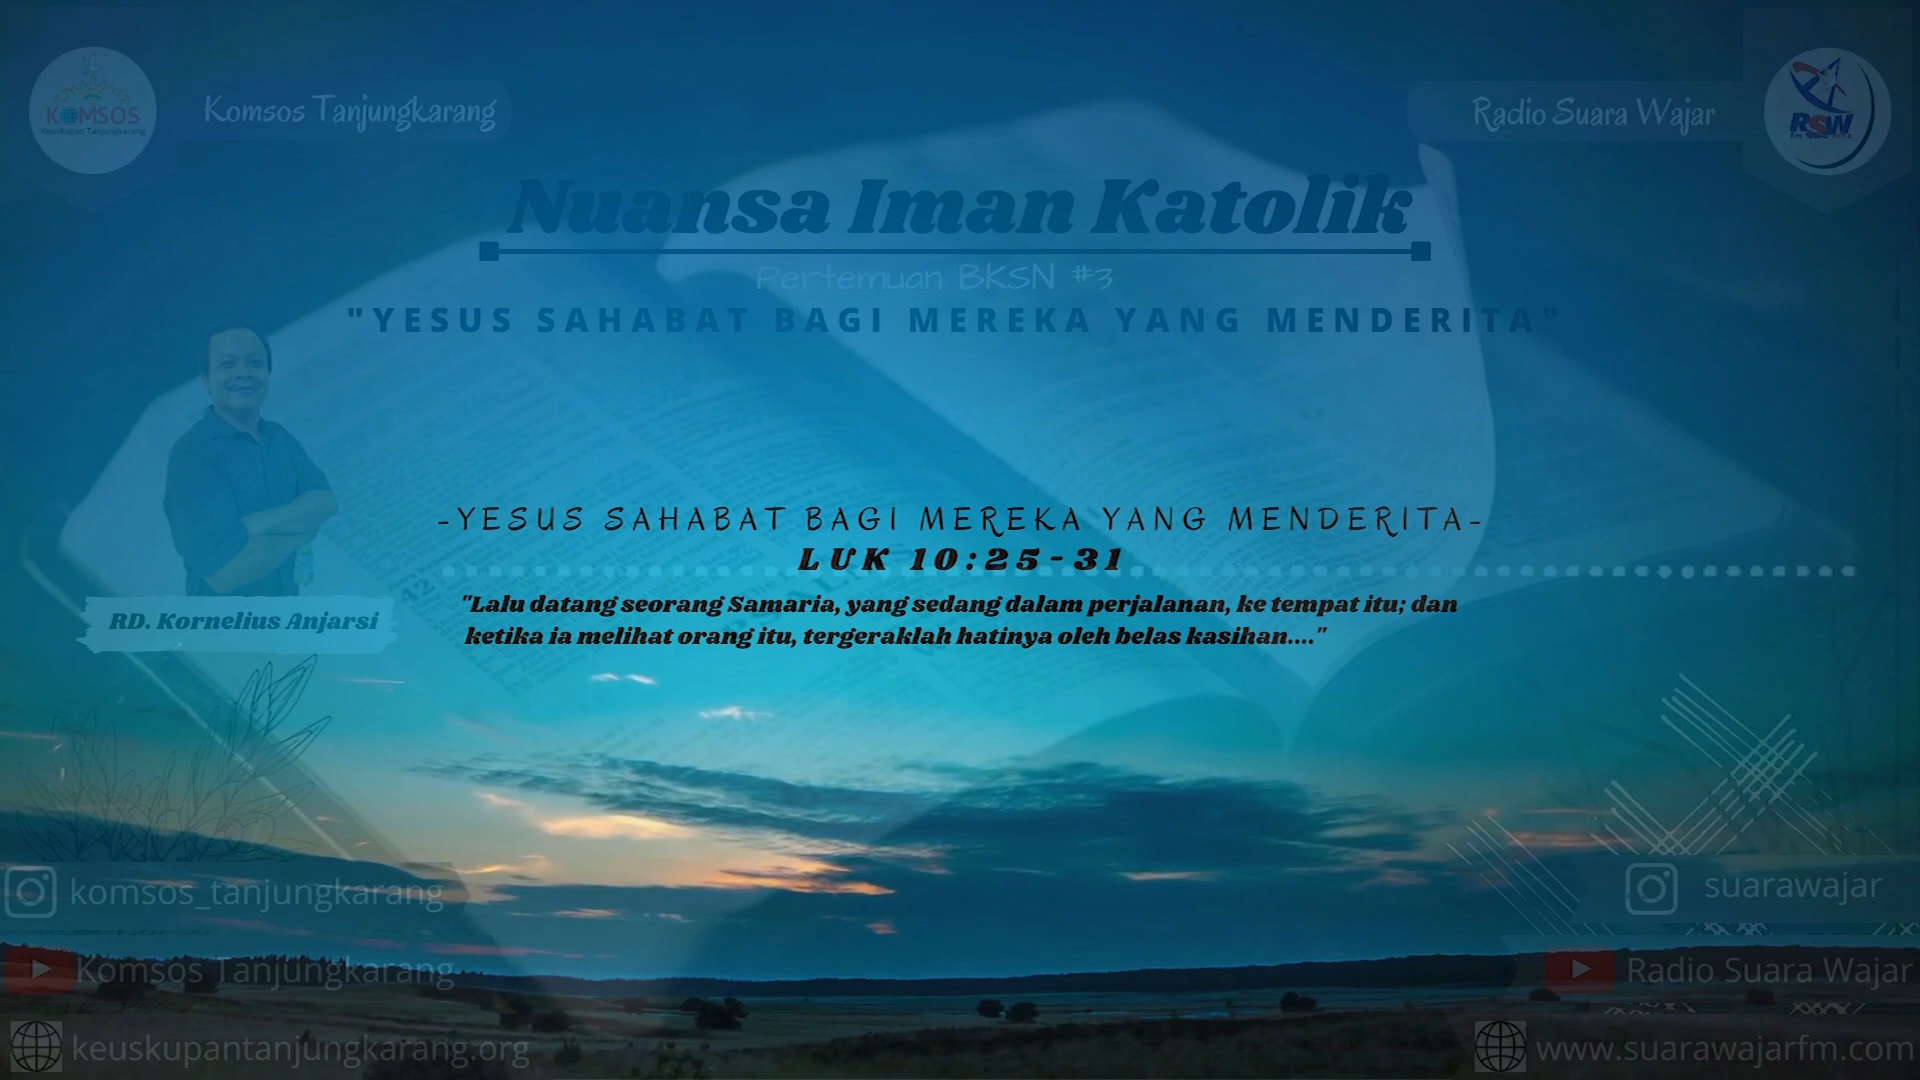 KOMSOS
Keuskupan Tanjungkarang
Komsos Tanjungkarang
Radio Suara Wajar
RSW
Nuansa Iman Katolik
Pertemuan BKSN #3
"YESUS SAHABAT BAGI MEREKA YANG MENDERITA"
-YESUS SAHABAT BAGI MEREKA YANG MENDERITA-
LUK 10:25-31
"Lalu datang seorang Samaria, yang sedang dalam perjalanan, ke tempat itu; dan
ketika ia melihat orang itu, tergeraklah hatinya oleh belas kasihan...."
RD. Kornelius Anjarsi
komsos_tanjungkarang
suarawajar
Komsos Tanjungkarang
Radio Suara Wajar
keuskupantanjungkarang.org
www.suarawajarfm.com